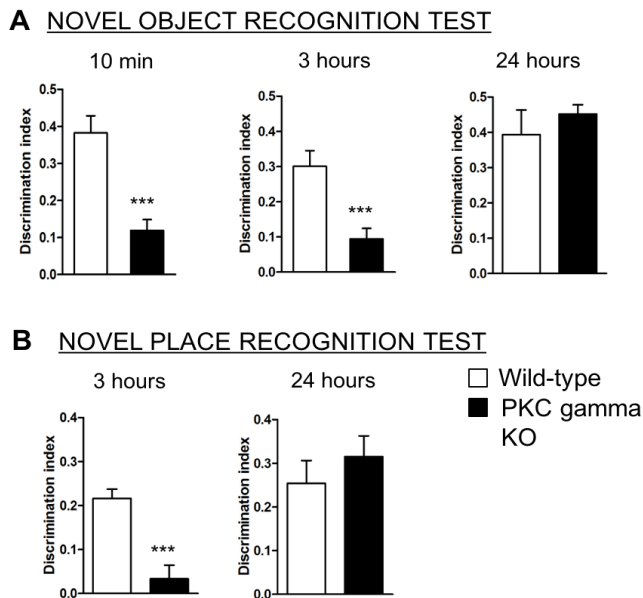 A NOVEL OBJECT RECOGNITION TEST
10 min
3 hours
24 hours
Discrimination index
0.5
0.4
0.3
0.2
0.1
0.0
***
Discrimination index
0.5
0.4
0.3
0.2
0.1
0.0
***
Discrimination index
0.5
0.4
0.3
0.2
0.1
0.0
B NOVEL PLACE RECOGNITION TEST
3 hours
24 hours
Discrimination index
0.4
0.3
0.2
0.1
0.0
***
Discrimination index
0.4
0.3
0.2
0.1
0.0
Wild-type
PKC gamma
KO